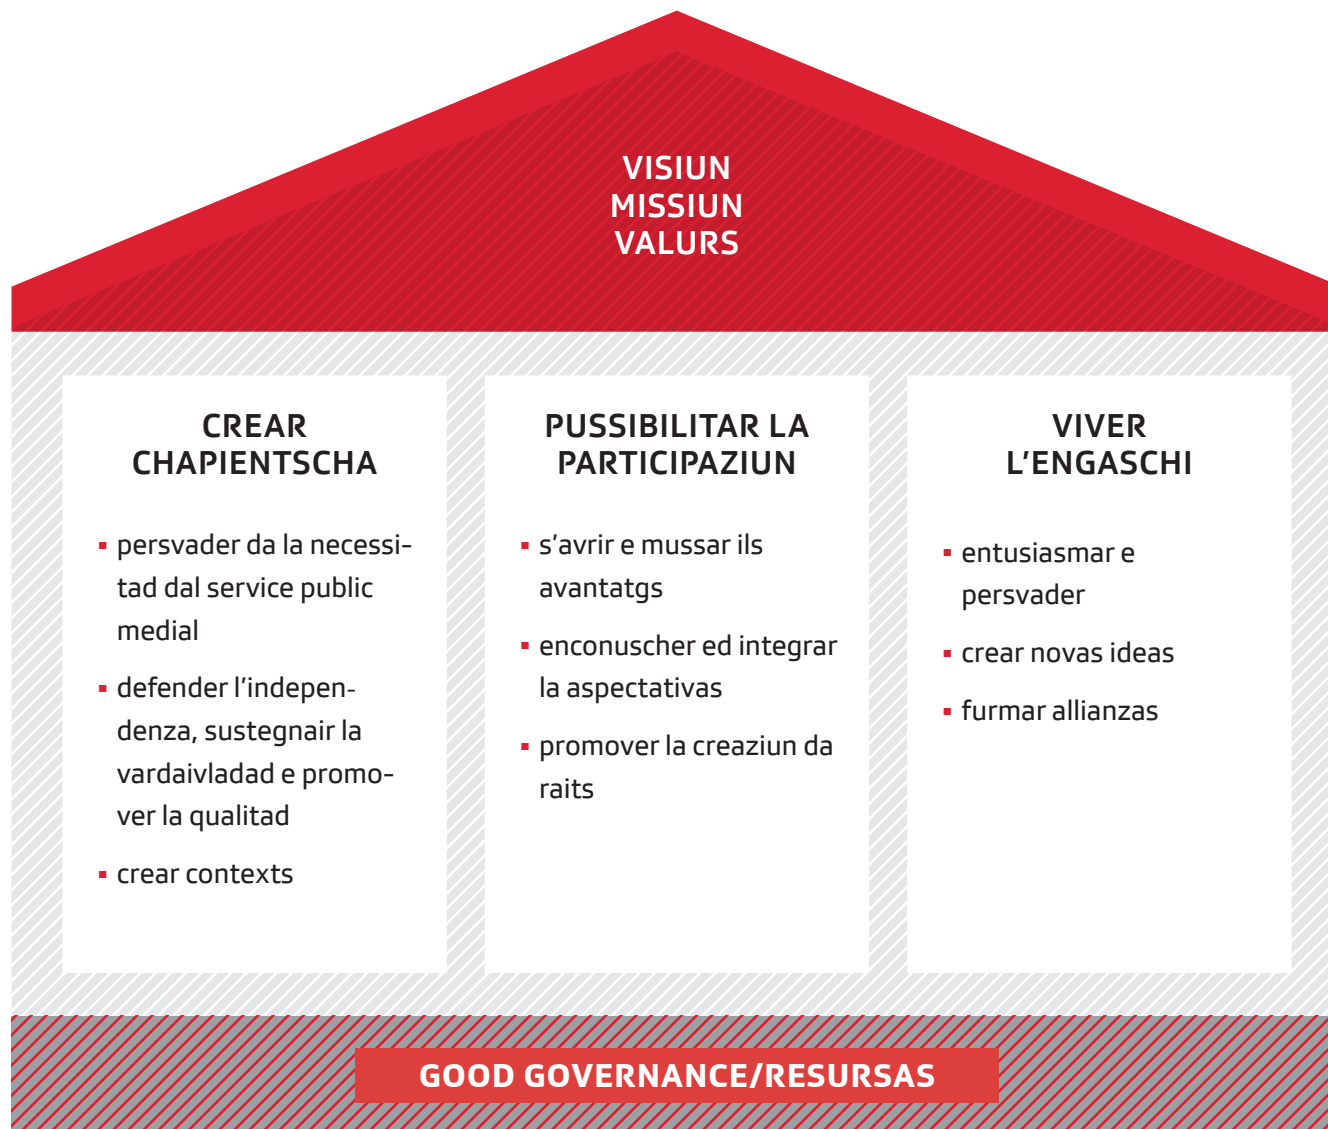 VISIUN
MISSIUN
VALURS
CREAR
CHAPIENTSCHA
▪ persvader da la necessi-
tad dal service public
medial
▪ defender l'indepen-
denza, sustegnair la
vardaivladad e promo-
ver la qualitad
▪ crear contexts
PUSSIBILITAR LA
PARTICIPAZIUN
▪ s'avrir e mussar ils
avantatgs
▪ enconuscher ed integrar
la aspectativas
▪ promover la creaziun da
raits
VIVER
L'ENGASCHI
▪ entusiasmar e
persvader
▪ crear novas ideas
▪ furmar allianzas
GOOD GOVERNANCE/RESURSAS